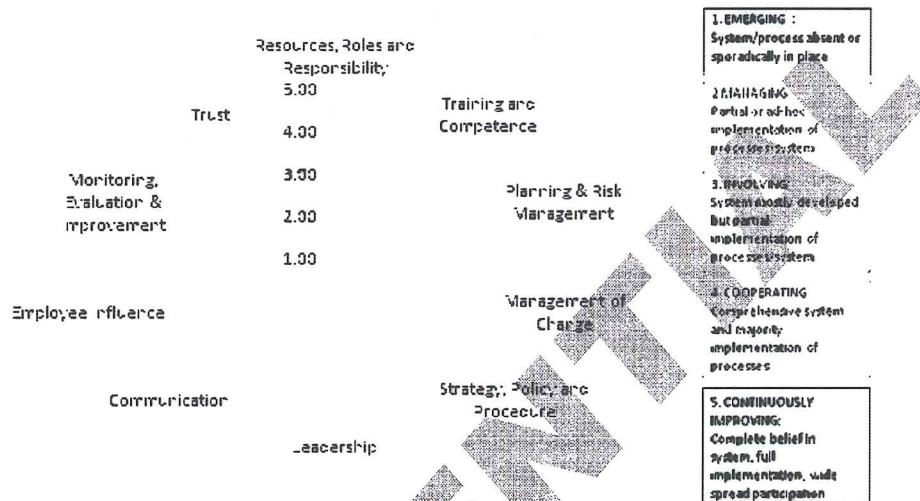 Resources, Roles and
Responsibility
5.00
Trust
Training and
Competence
4.00
3.00
Monitoring,
Evaluation &
Improvement
Planning & Risk
Management
2.00
1.00
Employee Influence
Management of
Change
Communication
Strategy, Policy and
Procedure
Leadership
1. EMERGING :
System/process absent or
sporadically in place
2 MANAGING
Partial or ad-hoc
implementation of
processes/system
3. INVOLVING
System mostly developed
but partial
implementation of
processes/system
4. COOPERATING
Comprehensive system
and majority
implementation of
processes
5. CONTINUOUSLY
IMPROVING:
Complete belief in
system, full
implementation, wide
spread participation